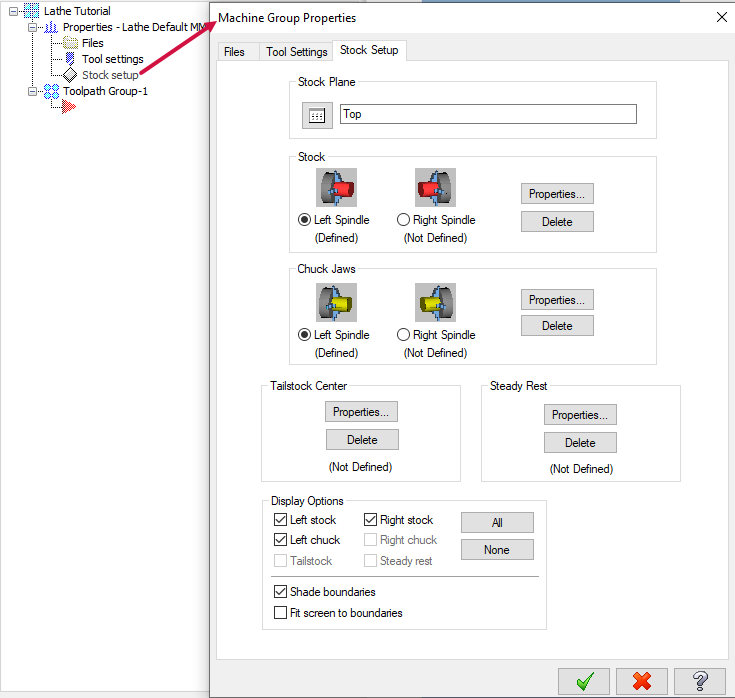 Lathe Tutorial
Properties - Lathe Default MM
Files
Tool settings
Stock setup
Toolpath Group-1
Machine Group Properties
Files Tool Settings Stock Setup
Stock Plane
Top
Stock
Left Spindle Right Spindle
(Defined) (Not Defined)
Properties...
Delete
Chuck Jaws
Left Spindle Right Spindle
(Defined) (Not Defined)
Properties...
Delete
Tailstock Center
Properties...
Delete
(Not Defined)
Steady Rest
Properties...
Delete
(Not Defined)
Display Options
Left stock Right stock All
Left chuck Right chuck None
Tailstock Steady rest
Shade boundaries
Fit screen to boundaries